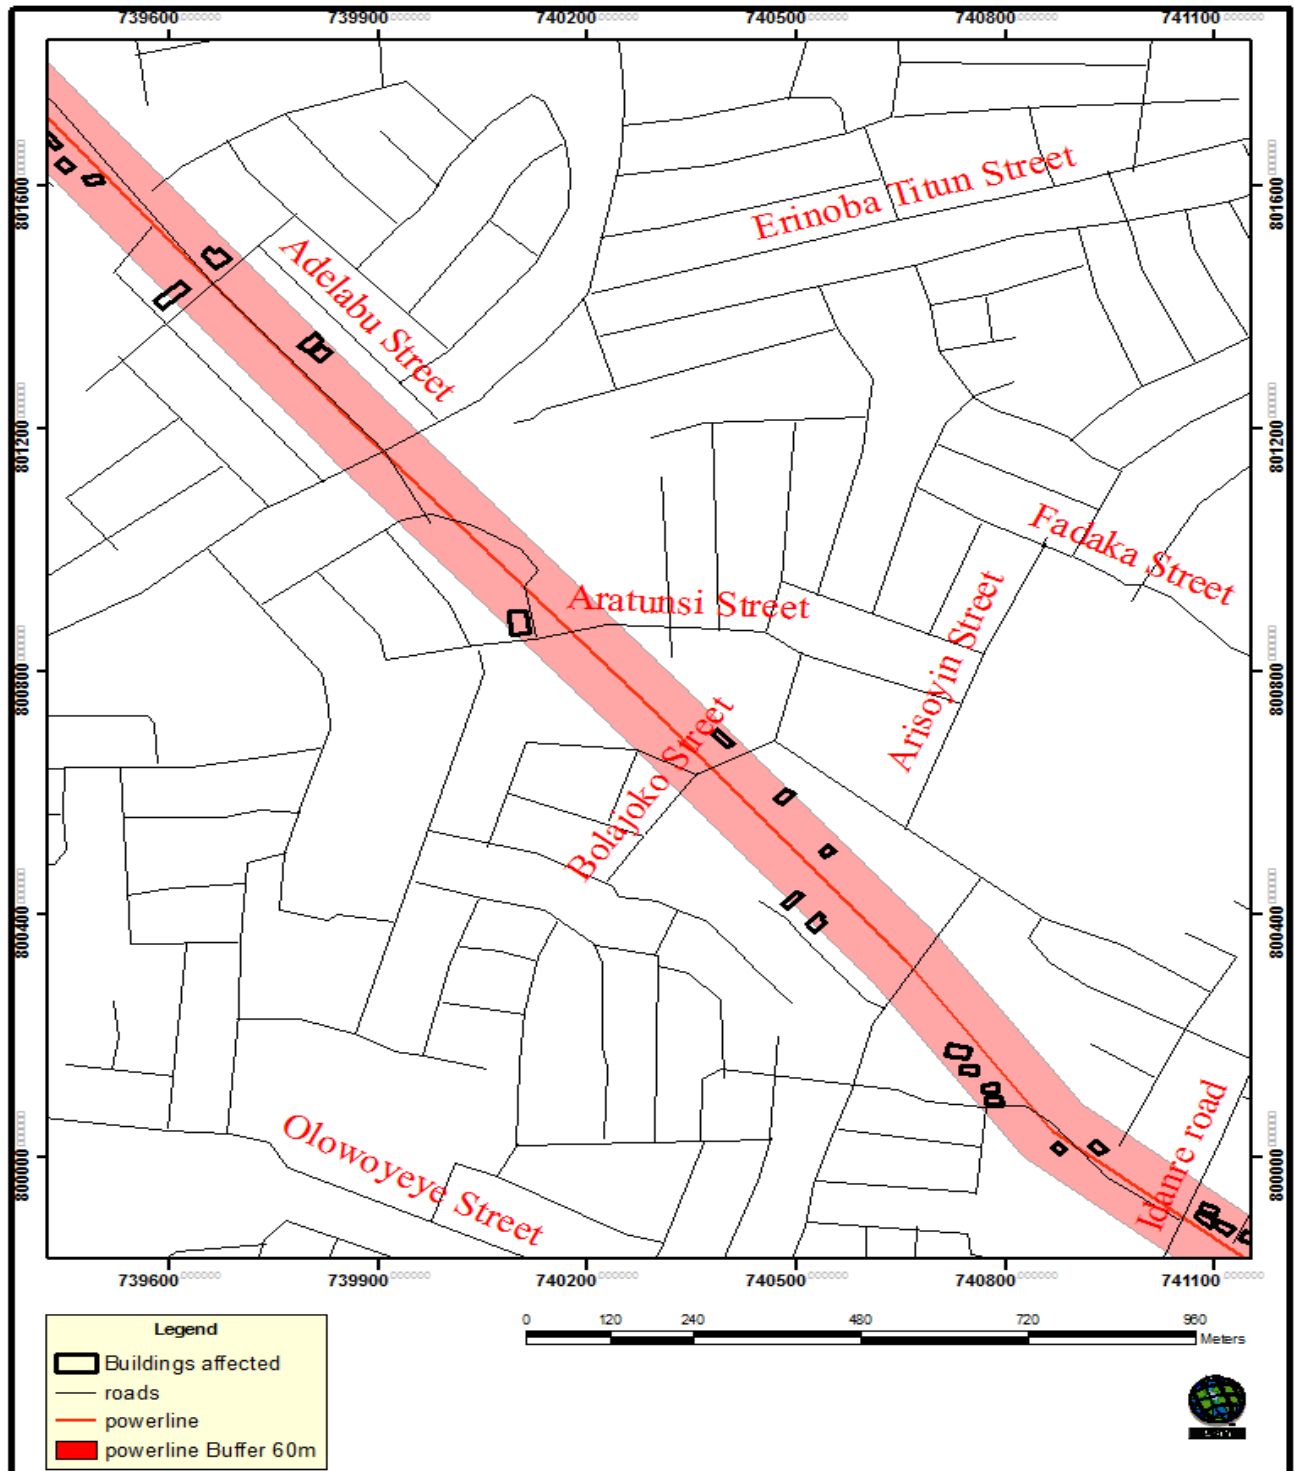 739600 739900 740200 740500 740800 741100
801600
801600
Erinoba Titun Street
Adelabu Street
801200
801200
Fadaka Street
Aratunsi Street
Arisoyin Street
800800
800800
Bolajoko Street
800400
800400
Idanre road
Olowoyeye Street
800000
800000
739600 739900 740200 740500 740800 741100
Legend
Buildings affected
roads
powerline
powerline Buffer 60m
0 120 240 480 720 960
Meters